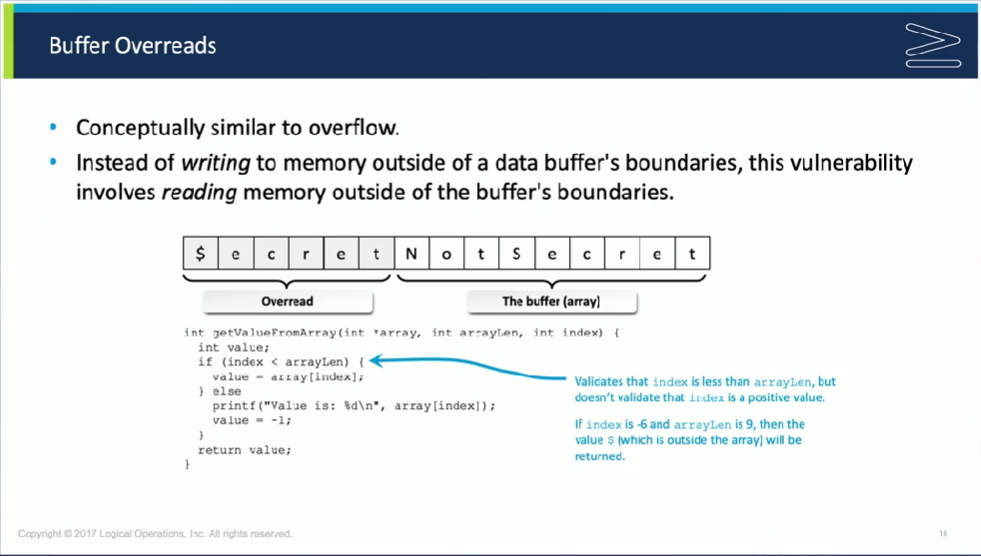 Buffer Overreads
• Conceptually similar to overflow.
• Instead of writing to memory outside of a data buffer's boundaries, this vulnerability
involves reading memory outside of the buffer's boundaries.
$ e c r e t N o t S e c r e t
Overread The buffer (array)
int getValueFromArray(int *array, int arrayLen, int index) {
int value;
if (index < arrayLen) {
value = array[index];
} else
printf("Value is: %d\n", array[index]);
value = -1;
}
return value;
}
Validates that index is less than arrayLen, but
doesn't validate that index is a positive value.
If index is -6 and arrayLen is 9, then the
value $ (which is outside the array) will be
returned.
Copyright © 2017 Logical Operations, Inc. All rights reserved.
16